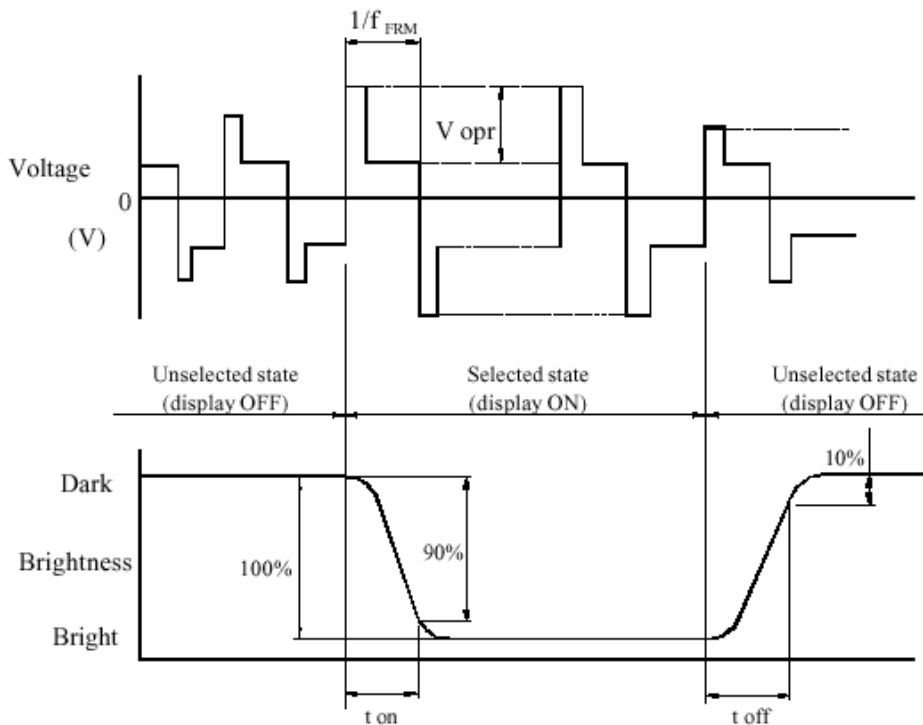 1/f FRM
V opr
Voltage
0
(V)
Unselected state
(display OFF)
Selected state
(display ON)
Unselected state
(display OFF)
10%
Dark
90%
Brightness
100%
Bright
t on
t off